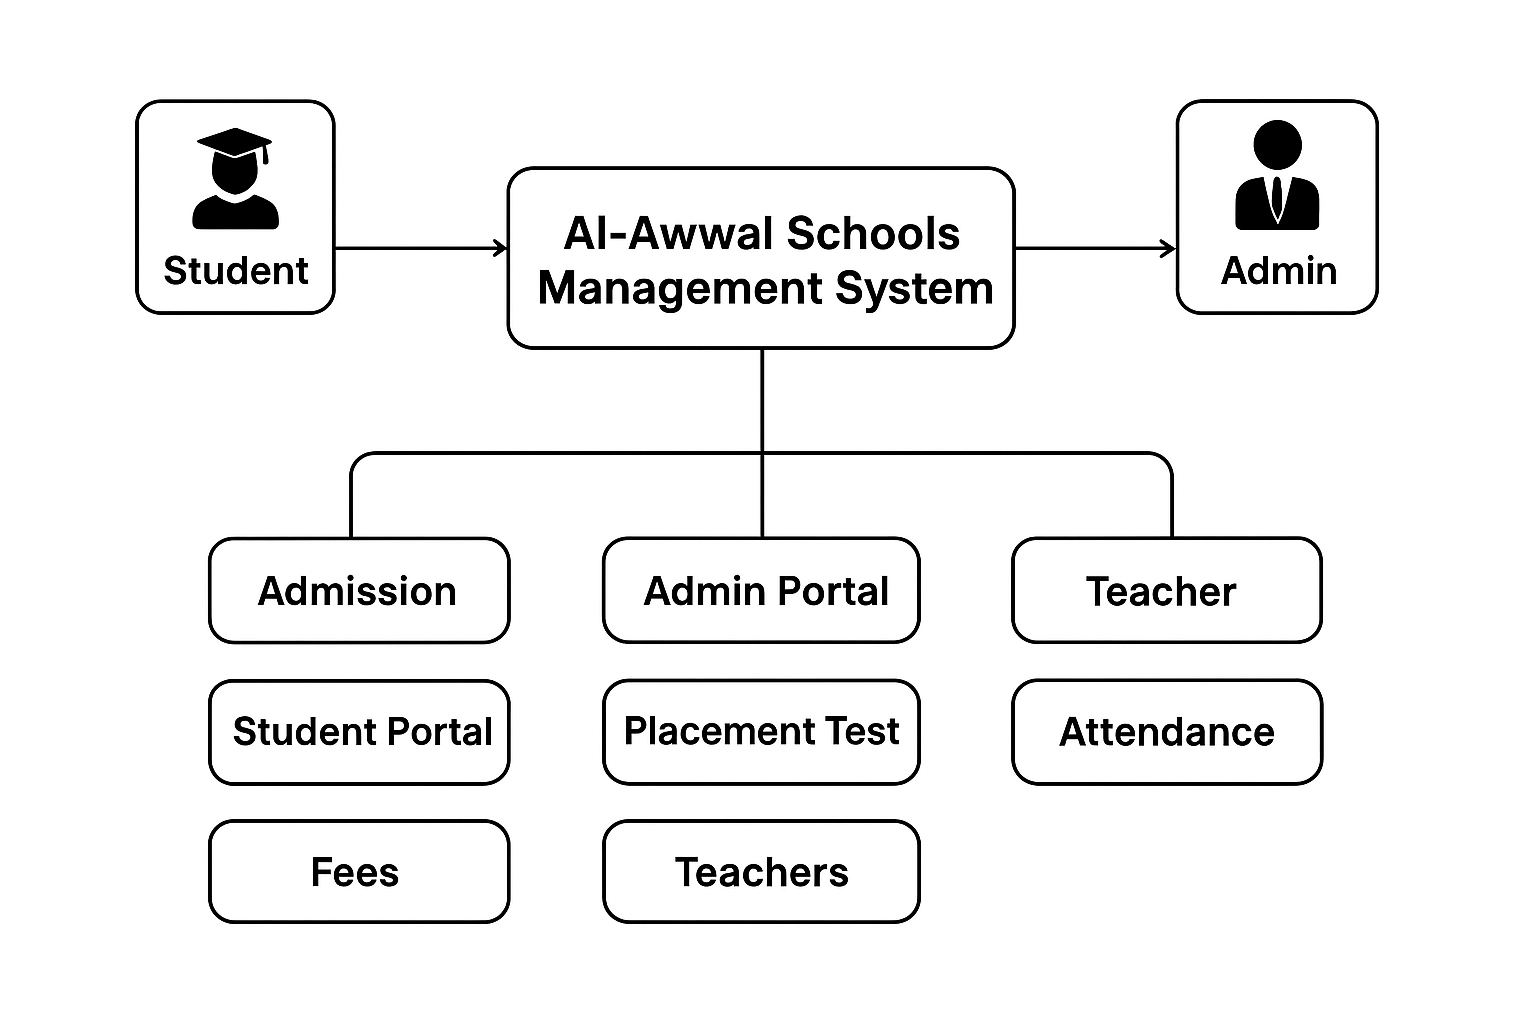 Student
Al-Awwal Schools
Management System
Admin
Admission
Admin Portal
Teacher
Student Portal
Placement Test
Attendance
Fees
Teachers